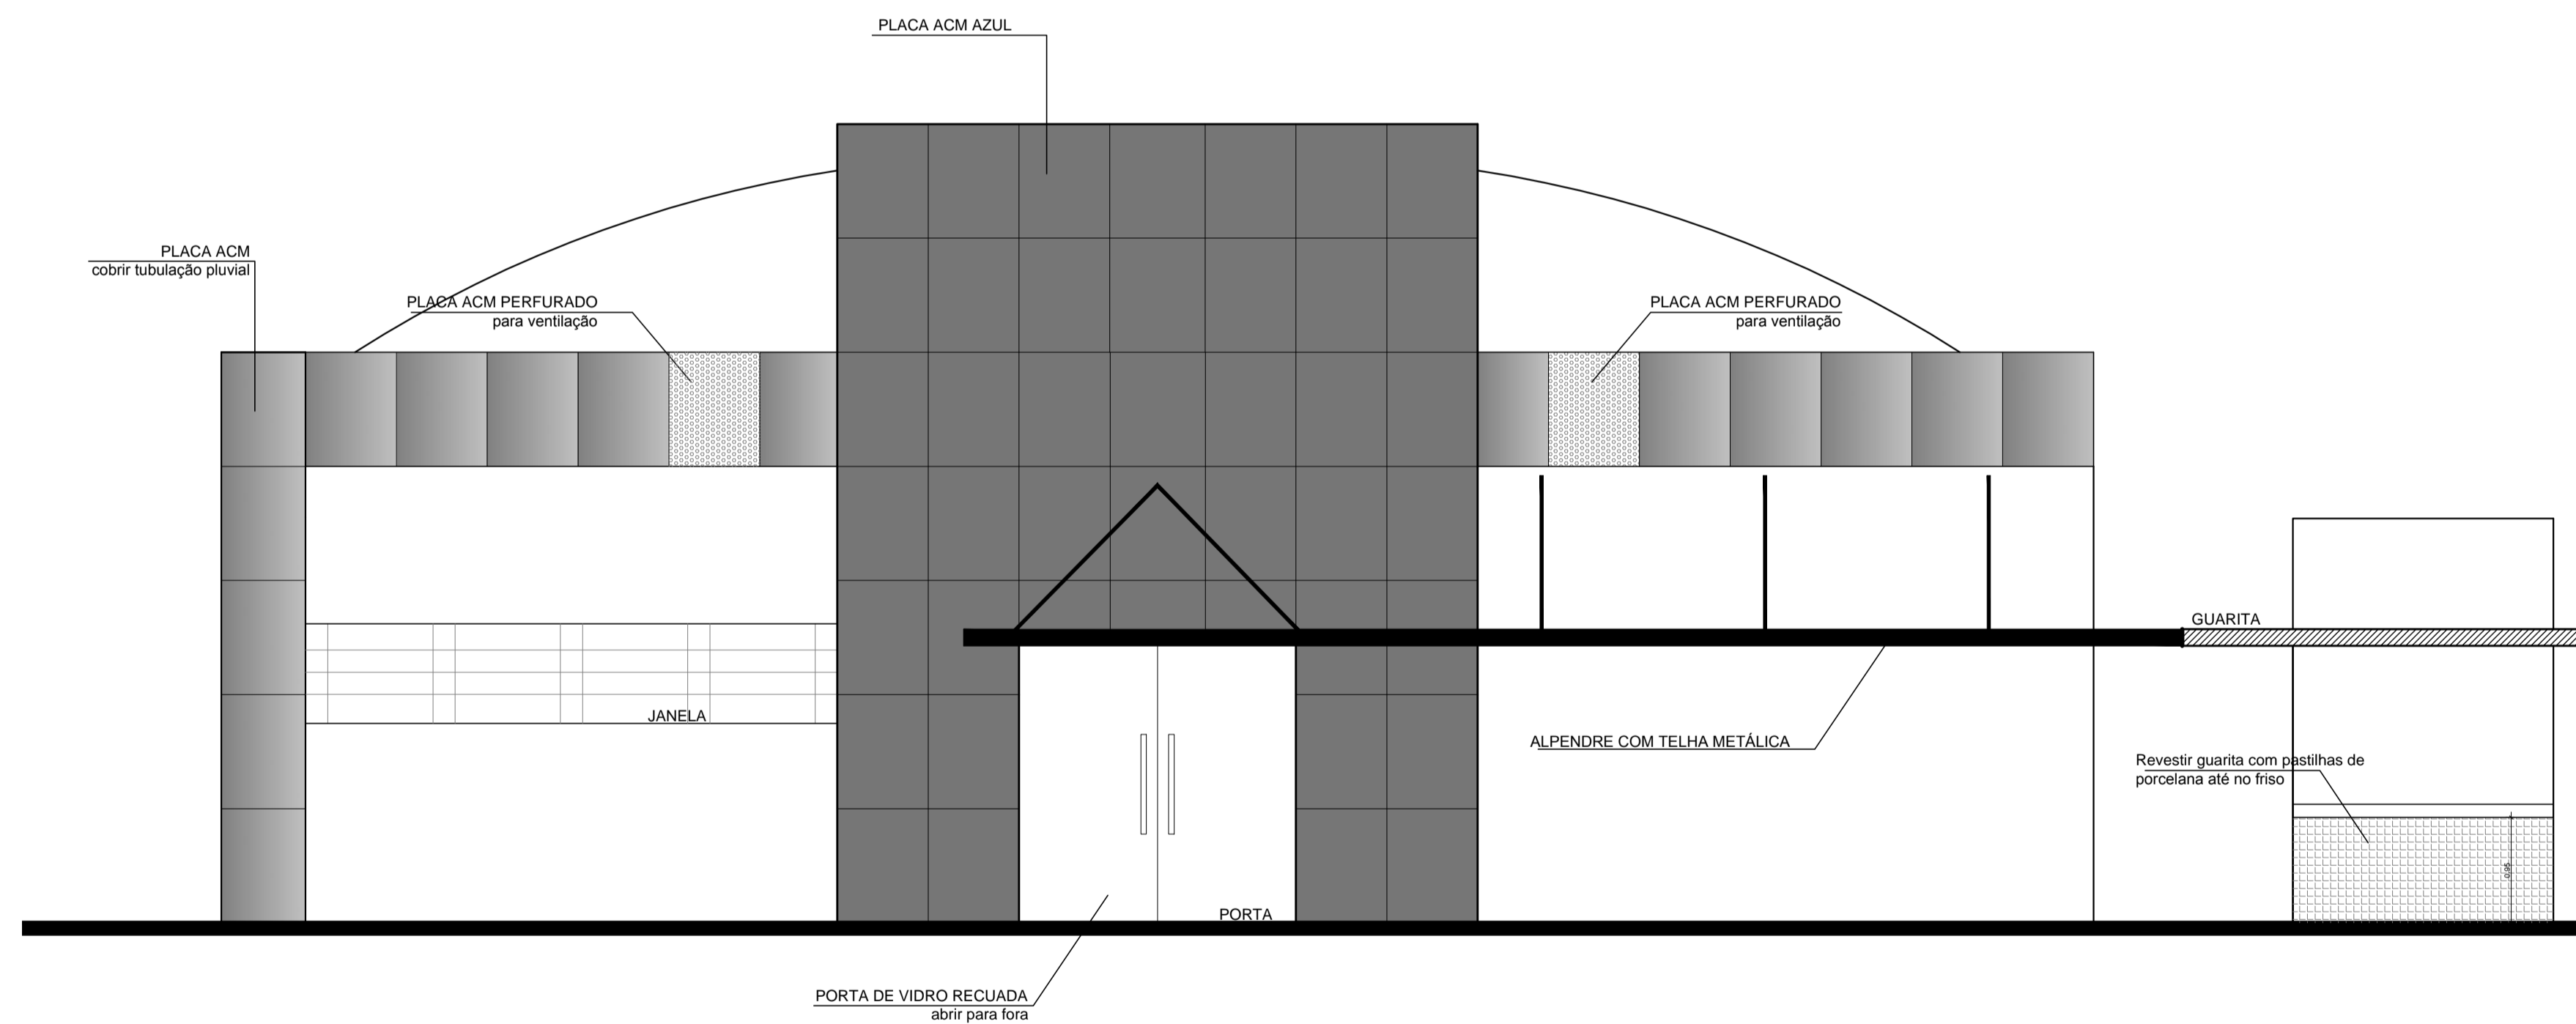 PLACA ACM AZUL
PLACA ACM
cobrir tubulação pluvial
PLACA ACM PERFURADO
para ventilação
PLACA ACM PERFURADO
para ventilação
GUARITA
JANELA
ALPENDRE COM TELHA METÁLICA
Revestir guarita com pastilhas de
porcelana até no friso
0,95
PORTA
PORTA DE VIDRO RECUADA
abrir para fora